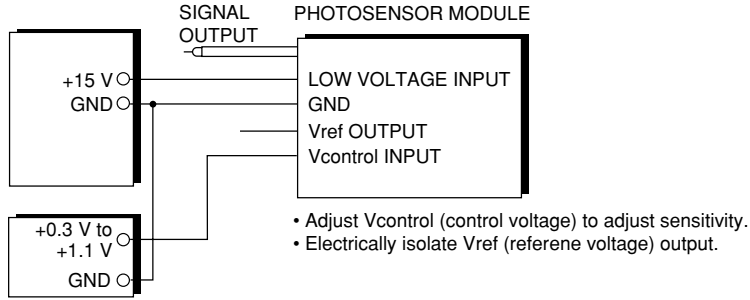 SIGNAL
OUTPUT
PHOTOSENSOR MODULE
+15 V
GND
LOW VOLTAGE INPUT
GND
Vref OUTPUT
Vcontrol INPUT
+0.3 V to
+1.1 V
GND
• Adjust Vcontrol (control voltage) to adjust sensitivity.
• Electrically isolate Vref (referene voltage) output.